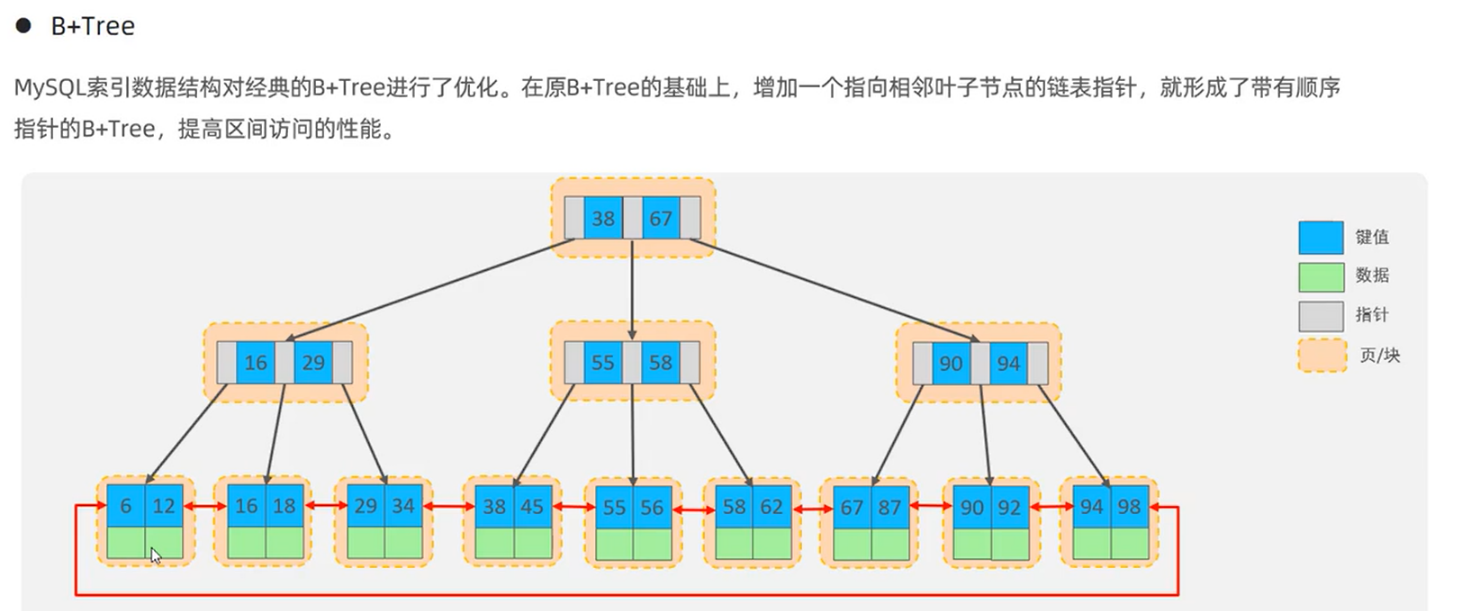 ● B+Tree
MySQL索引数据结构对经典的B+Tree进行了优化。在原B+Tree的基础上，增加一个指向相邻叶子节点的链表指针，就形成了带有顺序
指针的B+Tree，提高区间访问的性能。
38 67
键值
数据
指针
页/块
16 29
55 58
90 94
6 12
16 18
29 34
38 45
55 56
58 62
67 87
90 92
94 98